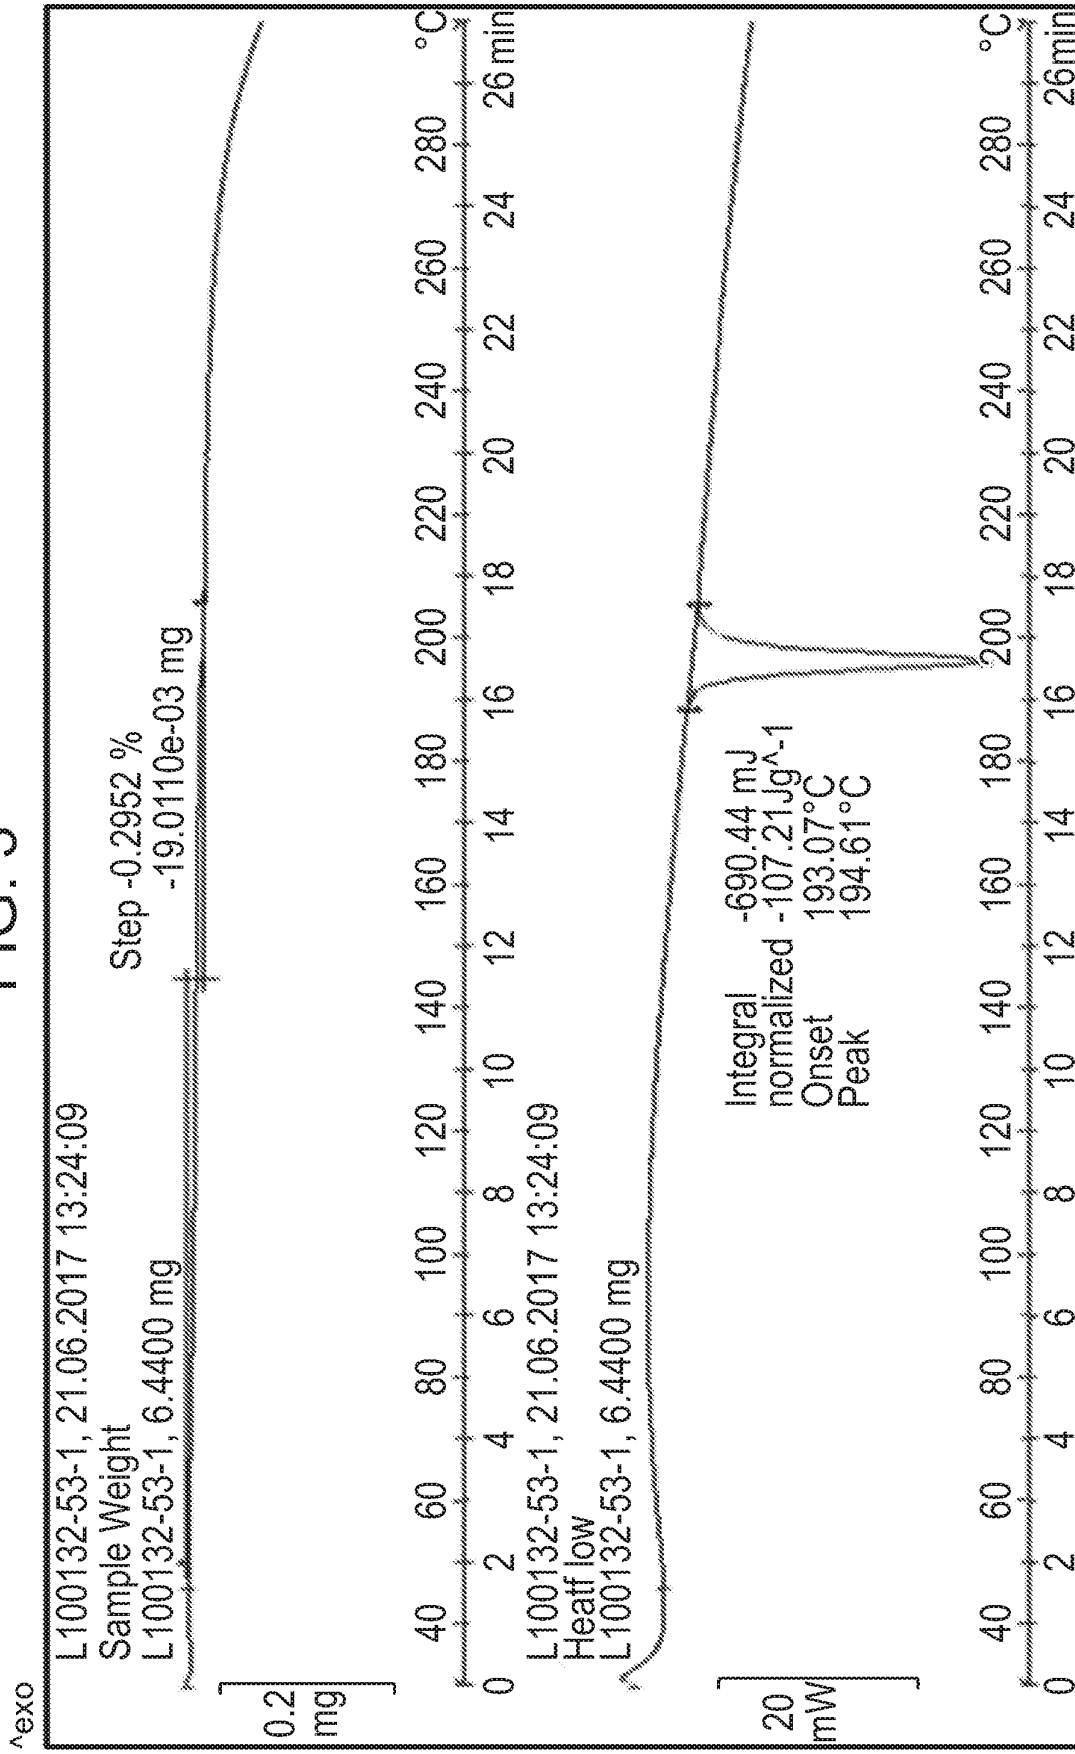 FIG. 5
^exo
L100132-53-1, 21.06.2017 13:24:09
Sample Weight
L100132-53-1, 6.4400 mg
Step -0.2952 %
-19.0110e-03 mg
0.2
mg
40 60 80 100 120 140 160 180 200 220 240 260 280 °C
0 2 4 6 8 10 12 14 16 18 20 22 24 26 min
L100132-53-1, 21.06.2017 13:24:09
Heatf low
L100132-53-1, 6.4400 mg
Integral -690.44 mJ
normalized -107.21Jg^-1
Onset 193.07°C
Peak 194.61°C
20
mW
40 60 80 100 120 140 160 180 200 220 240 260 280 °C
0 2 4 6 8 10 12 14 16 18 20 22 24 26min